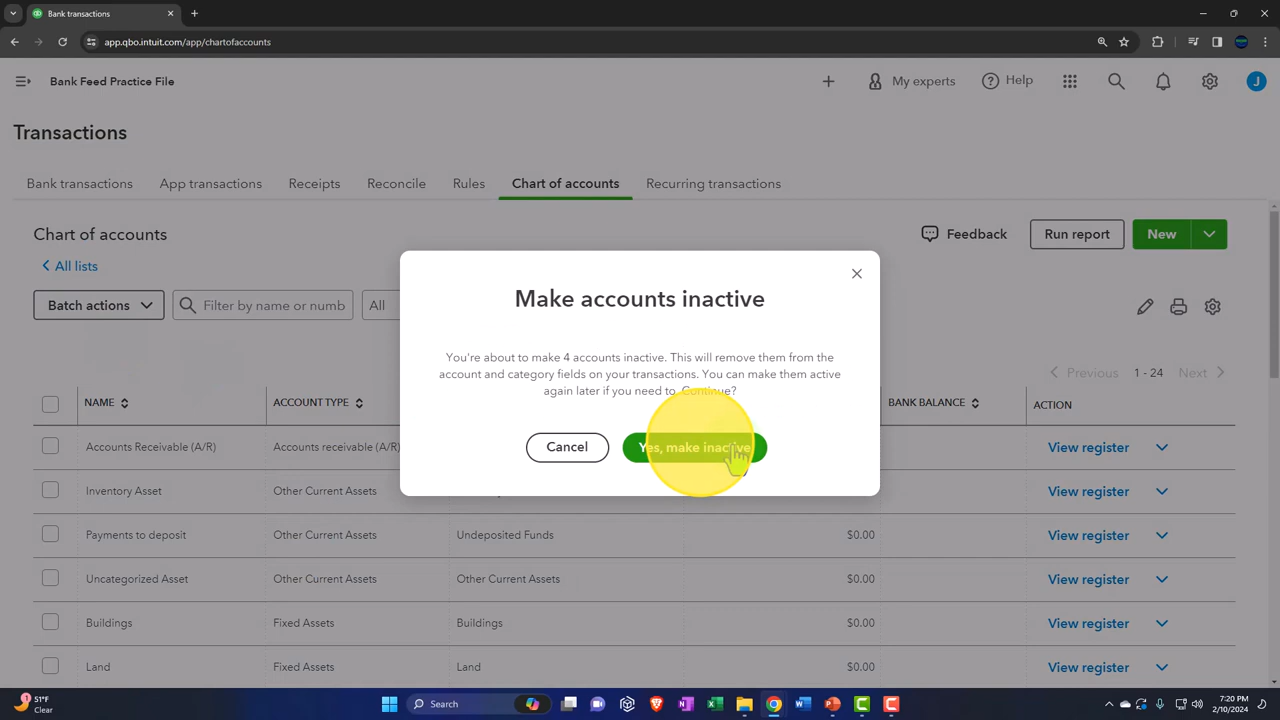 Bank transactions
app.qbo.intuit.com/app/chartofaccounts
Bank Feed Practice File
My experts
Help
J
Transactions
Bank transactions
App transactions
Receipts
Reconcile
Rules
Chart of accounts
Recurring transactions
Chart of accounts
Feedback
Run report
New
All lists
Batch actions
Filter by name or numb
All
Make accounts inactive
You're about to make 4 accounts inactive. This will remove them from the
account and category fields on your transactions. You can make them active
again later if you need to. Continue?
Cancel
Yes, make inactive
Previous 1 - 24 Next
NAME ACCOUNT TYPE BANK BALANCE ACTION
Accounts Receivable (A/R) Accounts receivable (A/R) View register
Inventory Asset Other Current Assets View register
Payments to deposit Other Current Assets Undeposited Funds $0.00 View register
Uncategorized Asset Other Current Assets Other Current Assets $0.00 View register
Buildings Fixed Assets Buildings $0.00 View register
Land Fixed Assets Land $0.00 View register
1
51°F
Clear
Search
7:20 PM
2/10/2024